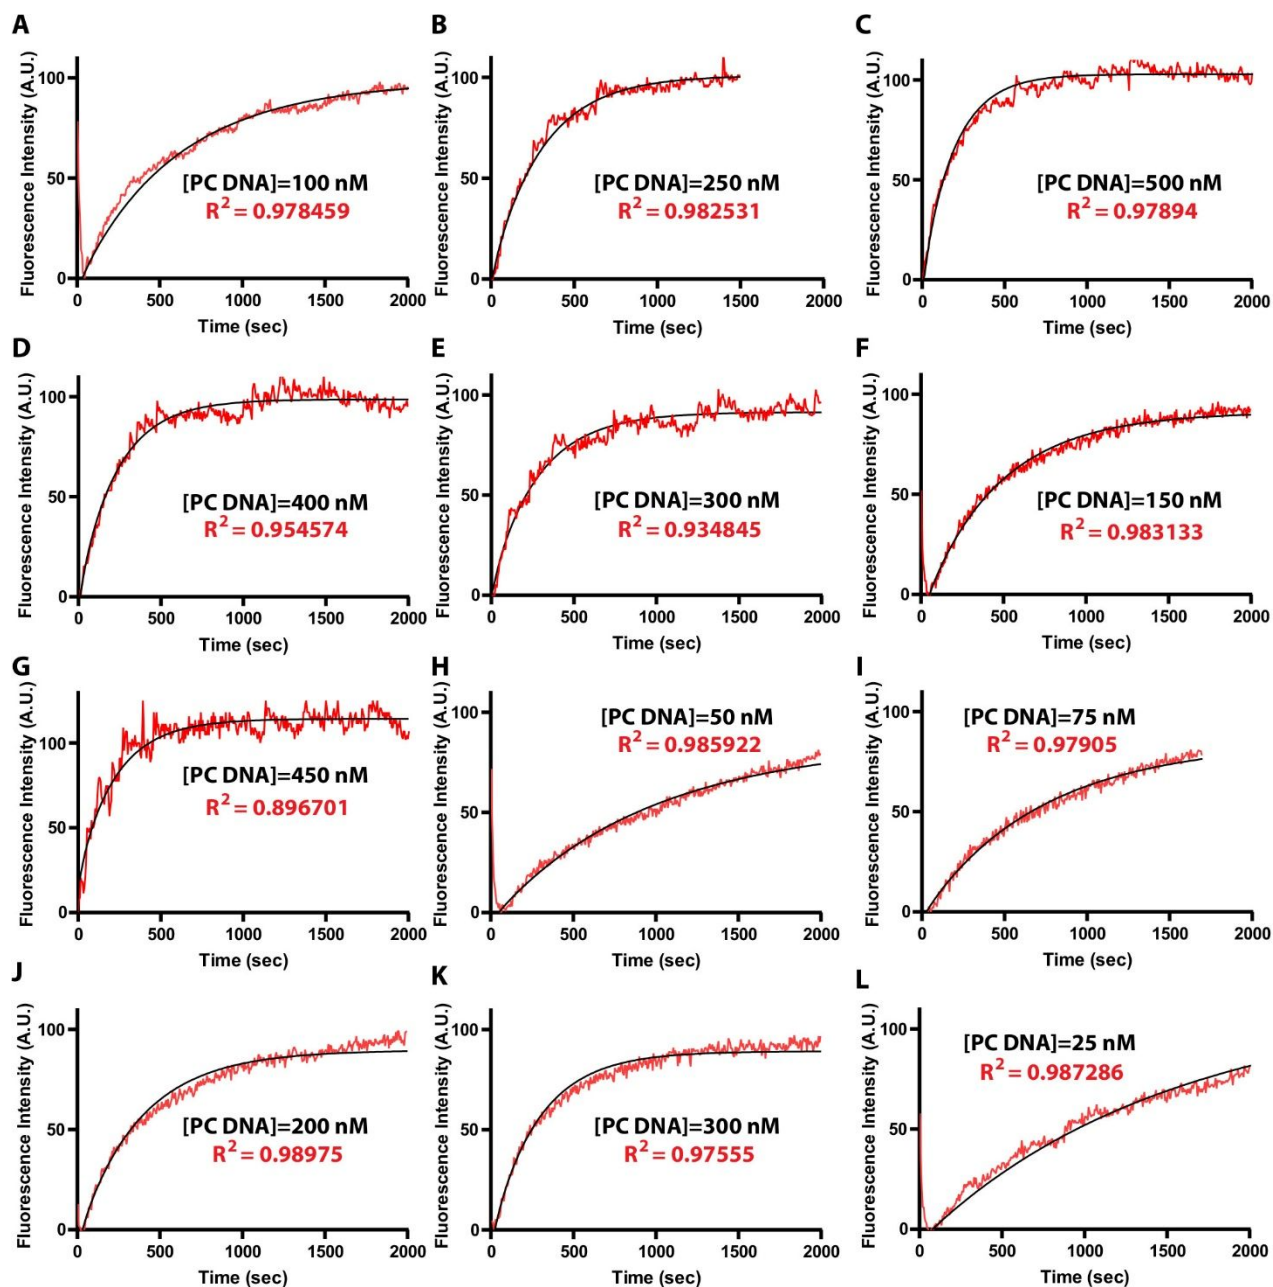 A
Fluorescence Intensity (A.U.)
100
50
0
[PC DNA]=100 nM
R² = 0.978459
0 500 1000 1500 2000
Time (sec)
B
Fluorescence Intensity (A.U.)
100
50
0
[PC DNA]=250 nM
R² = 0.982531
0 500 1000 1500 2000
Time (sec)
C
Fluorescence Intensity (A.U.)
100
50
0
[PC DNA]=500 nM
R² = 0.97894
0 500 1000 1500 2000
Time (sec)
D
Fluorescence Intensity (A.U.)
100
50
0
[PC DNA]=400 nM
R² = 0.954574
0 500 1000 1500 2000
Time (sec)
E
Fluorescence Intensity (A.U.)
100
50
0
[PC DNA]=300 nM
R² = 0.934845
0 500 1000 1500 2000
Time (sec)
F
Fluorescence Intensity (A.U.)
100
50
0
[PC DNA]=150 nM
R² = 0.983133
0 500 1000 1500 2000
Time (sec)
G
Fluorescence Intensity (A.U.)
100
50
0
[PC DNA]=450 nM
R² = 0.896701
0 500 1000 1500 2000
Time (sec)
H
Fluorescence Intensity (A.U.)
100
50
0
[PC DNA]=50 nM
R² = 0.985922
0 500 1000 1500 2000
Time (sec)
I
Fluorescence Intensity (A.U.)
100
50
0
[PC DNA]=75 nM
R² = 0.97905
0 500 1000 1500 2000
Time (sec)
J
Fluorescence Intensity (A.U.)
100
50
0
[PC DNA]=200 nM
R² = 0.98975
0 500 1000 1500 2000
Time (sec)
K
Fluorescence Intensity (A.U.)
100
50
0
[PC DNA]=300 nM
R² = 0.97555
0 500 1000 1500 2000
Time (sec)
L
Fluorescence Intensity (A.U.)
100
50
0
[PC DNA]=25 nM
R² = 0.987286
0 500 1000 1500 2000
Time (sec)